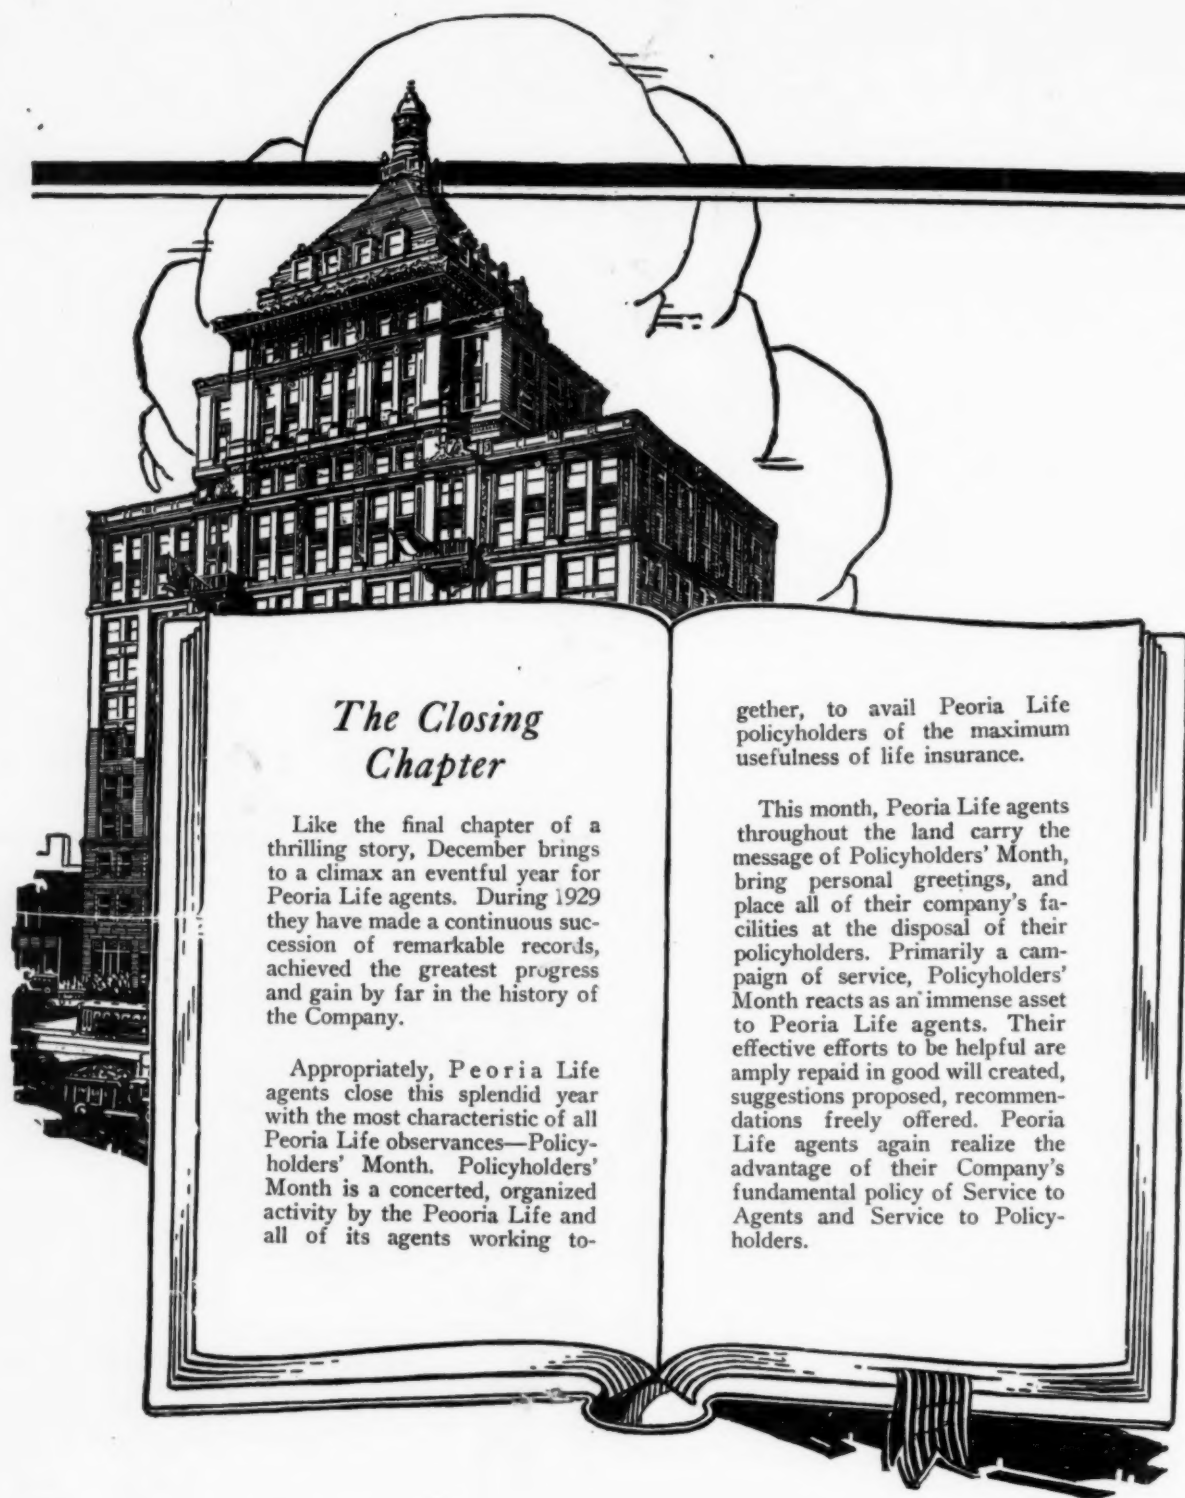 The Closing
Chapter
Like the final chapter of a
thrilling story, December brings
to a climax an eventful year for
Peoria Life agents. During 1929
they have made a continuous suc-
cession of remarkable records,
achieved the greatest progress
and gain by far in the history of
the Company.
Appropriately, Peoria Life
agents close this splendid year
with the most characteristic of all
Peoria Life observances—Policy-
holders' Month. Policyholders'
Month is a concerted, organized
activity by the Peooria Life and
all of its agents working to-
gether, to avail Peoria Life
policyholders of the maximum
usefulness of life insurance.
This month, Peoria Life agents
throughout the land carry the
message of Policyholders' Month,
bring personal greetings, and
place all of their company's fa-
cilities at the disposal of their
policyholders. Primarily a cam-
paign of service, Policyholders'
Month reacts as an immense asset
to Peoria Life agents. Their
effective efforts to be helpful are
amply repaid in good will created,
suggestions proposed, recommen-
dations freely offered. Peoria
Life agents again realize the
advantage of their Company's
fundamental policy of Service to
Agents and Service to Policy-
holders.